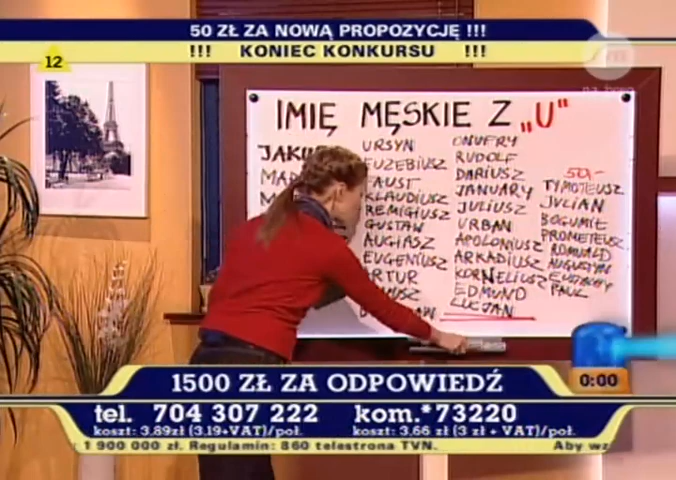 50 ZŁ ZA NOWĄ PROPOZYCJĘ !!!
!!! KONIEC KONKURSU !!!
12
IMIĘ MĘSKIE Z „U"
URSYN
EUZEBIUSZ
FAUST
KLAUDIUSZ
REMIGIUSZ
GUSTAW
AUGIASZ
EUGENIUSZ
ARTUR
ONUFRY
RUDOLF
DARIUSZ
JANUARY
JULIUSZ
URBAN
APOLONIUSZ
ARKADIUSZ
KORNELIUSZ
EDMUND
LUCJAN
50,-
TYMOTEUSZ
JULIAN
BOGUMIŁ
PROMETEUSZ
ROMUALD
AUGUSTYN
EUSTACHY
PAUL
1500 ZŁ ZA ODPOWIEDŹ
0:00
tel. 704 307 222 kom.*73220
koszt: 3.89zł (3.19+VAT)/poł. koszt: 3.66 zł (3 zł + VAT)/poł.
1 900 000 zł. Regulamin: 860 telestrona TVN. Aby wz